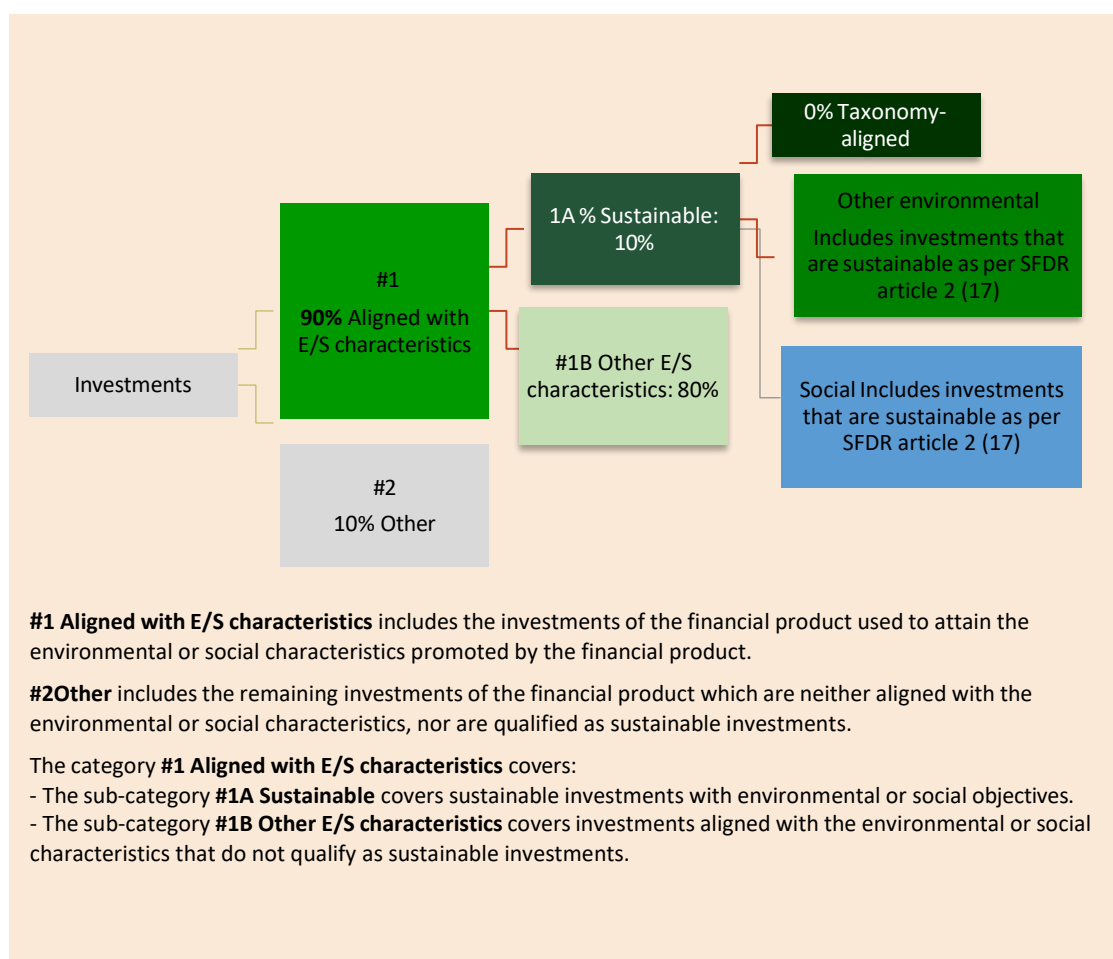 0% Taxonomy-
aligned
1A % Sustainable:
10%
Other environmental
Includes investments that
are sustainable as per SFDR
article 2 (17)
#1
90% Aligned with
E/S characteristics
Investments
#1B Other E/S
characteristics: 80%
Social Includes investments
that are sustainable as per
SFDR article 2 (17)
#2
10% Other
#1 Aligned with E/S characteristics includes the investments of the financial product used to attain the
environmental or social characteristics promoted by the financial product.
#2Other includes the remaining investments of the financial product which are neither aligned with the
environmental or social characteristics, nor are qualified as sustainable investments.
The category #1 Aligned with E/S characteristics covers:
- The sub-category #1A Sustainable covers sustainable investments with environmental or social objectives.
- The sub-category #1B Other E/S characteristics covers investments aligned with the environmental or social
characteristics that do not qualify as sustainable investments.